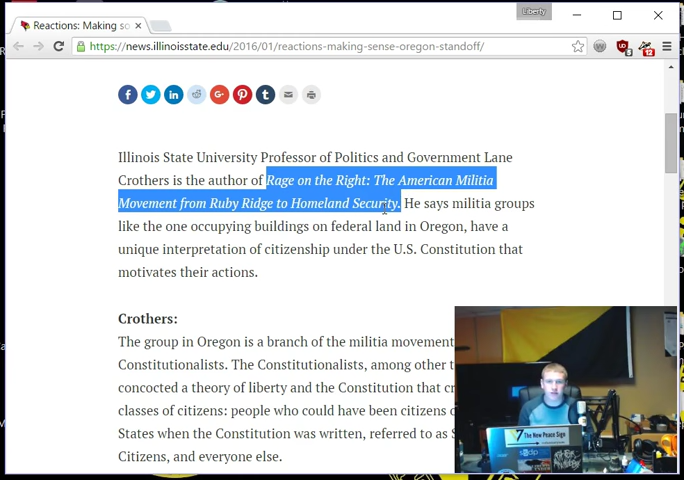 Liberty
Reactions: Making so
https://news.illinoisstate.edu/2016/01/reactions-making-sense-oregon-standoff/
3
12
Illinois State University Professor of Politics and Government Lane
Crothers is the author of Rage on the Right: The American Militia
Movement from Ruby Ridge to Homeland Security. He says militia groups
like the one occupying buildings on federal land in Oregon, have a
unique interpretation of citizenship under the U.S. Constitution that
motivates their actions.
Crothers:
The group in Oregon is a branch of the militia movement
Constitutionalists. The Constitutionalists, among other t
concocted a theory of liberty and the Constitution that cr
classes of citizens: people who could have been citizens o
States when the Constitution was written, referred to as S
Citizens, and everyone else.
The New Peace Sign